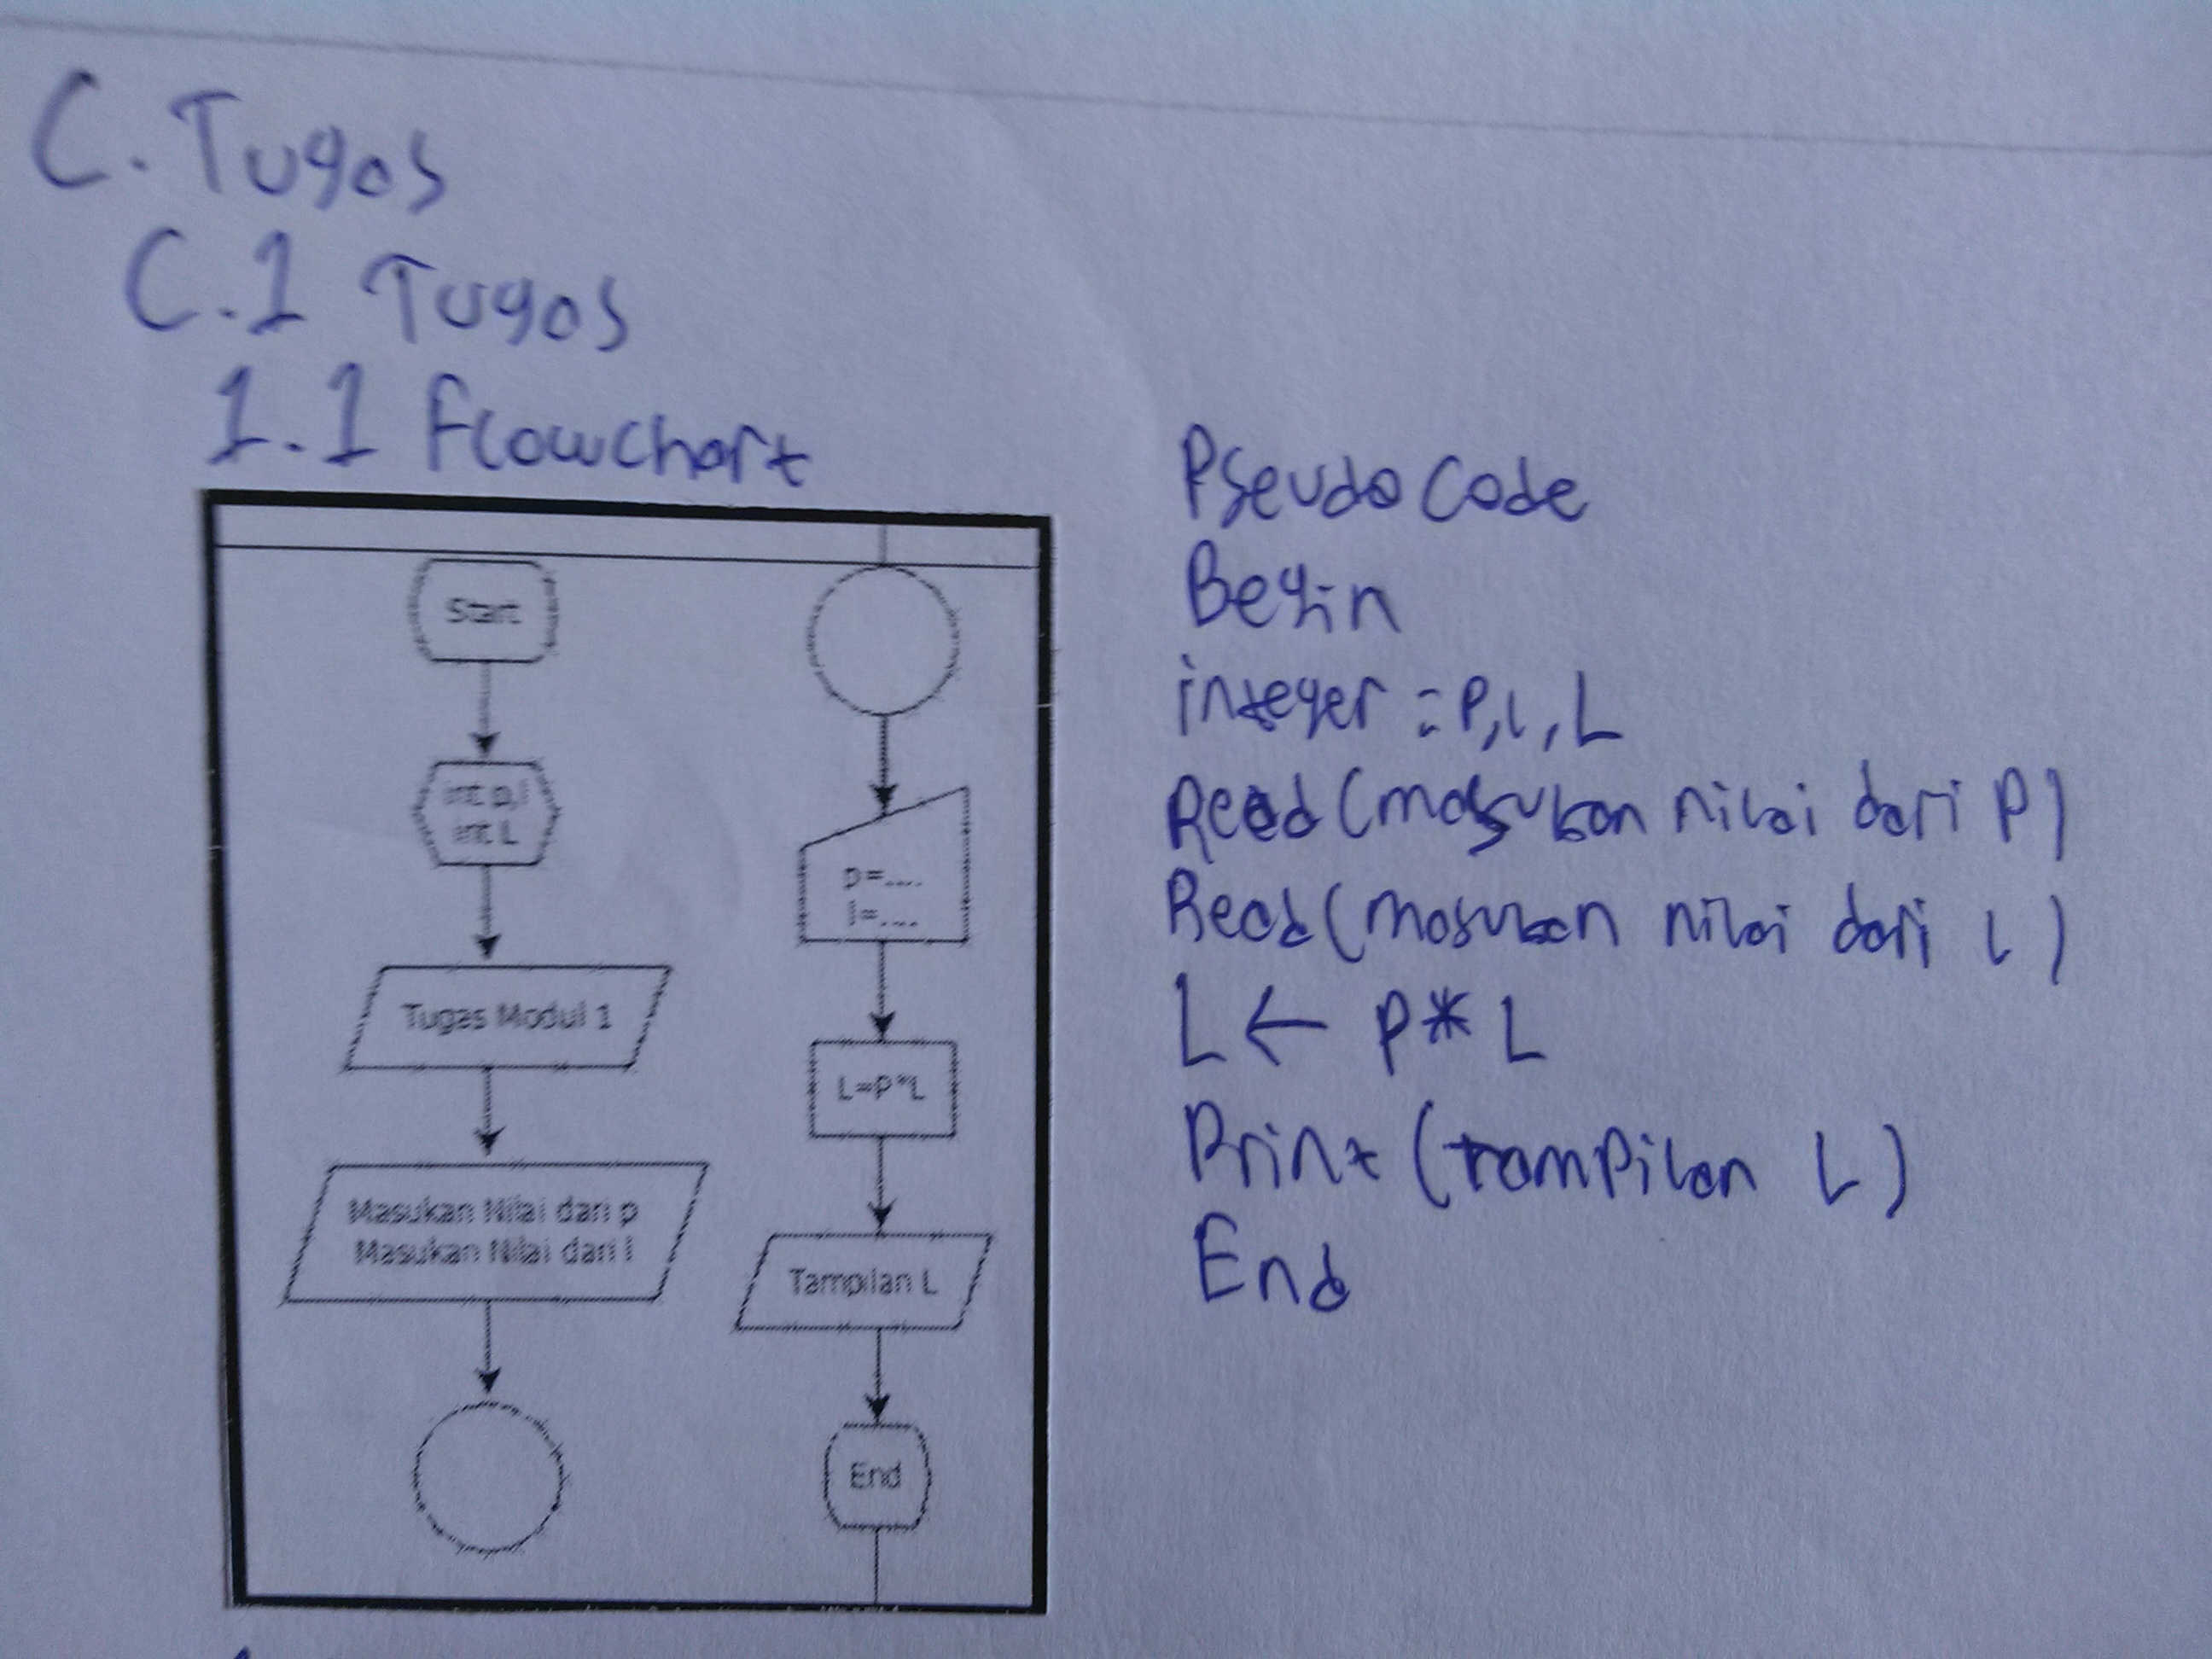 C. Tugas
C.1 Tugas
1.1 Flowchart
Start
int p,l
int L
Tugas Modul 1
Masukan Nilai dari p
Masukan Nilai dari l
p=....
l=....
L=P*L
Tampilan L
End
Pseudo Code
Begin
integer = P, l, L
Read (masukan nilai dari P)
Read (masukan nilai dari l)
L ← P * L
Print (tampilan L)
End